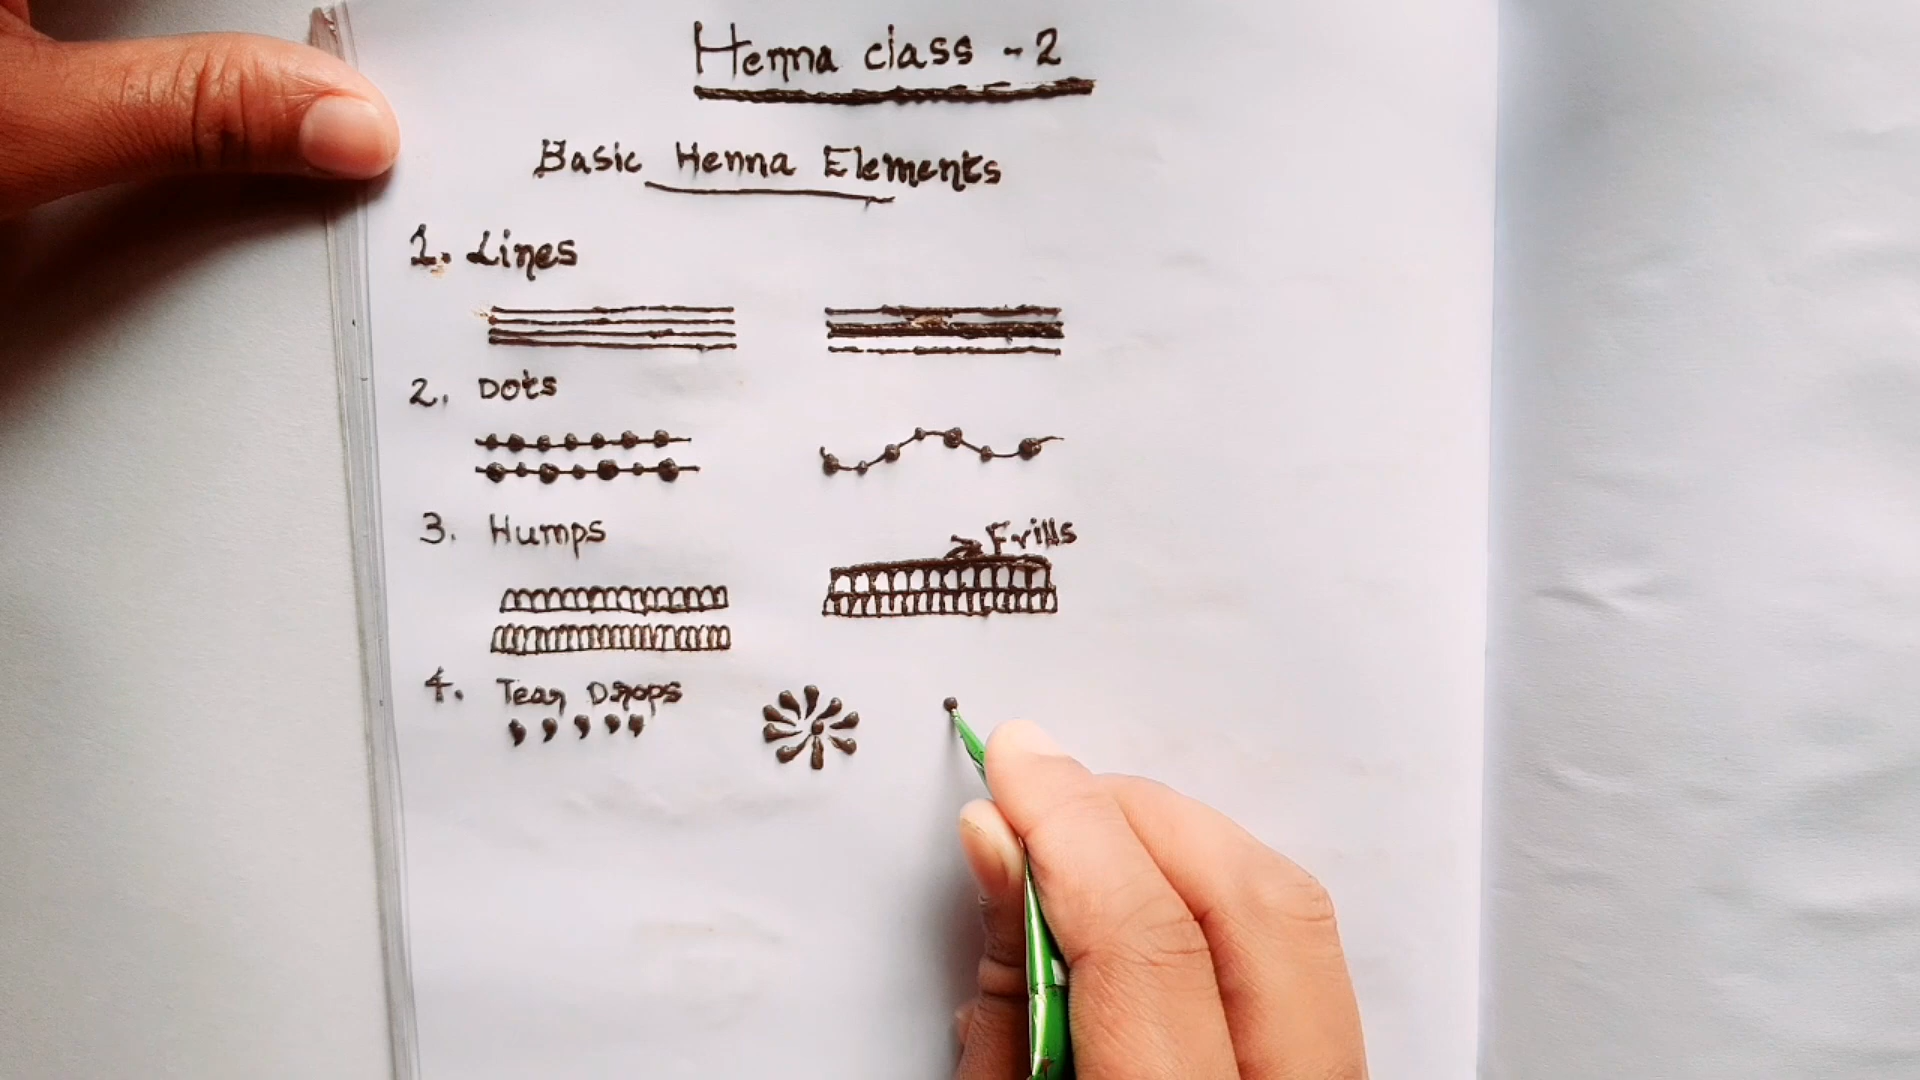 Henna class - 2
Basic Henna Elements
1. Lines
2. Dots
3. Humps
Frills
4. Tear Drops